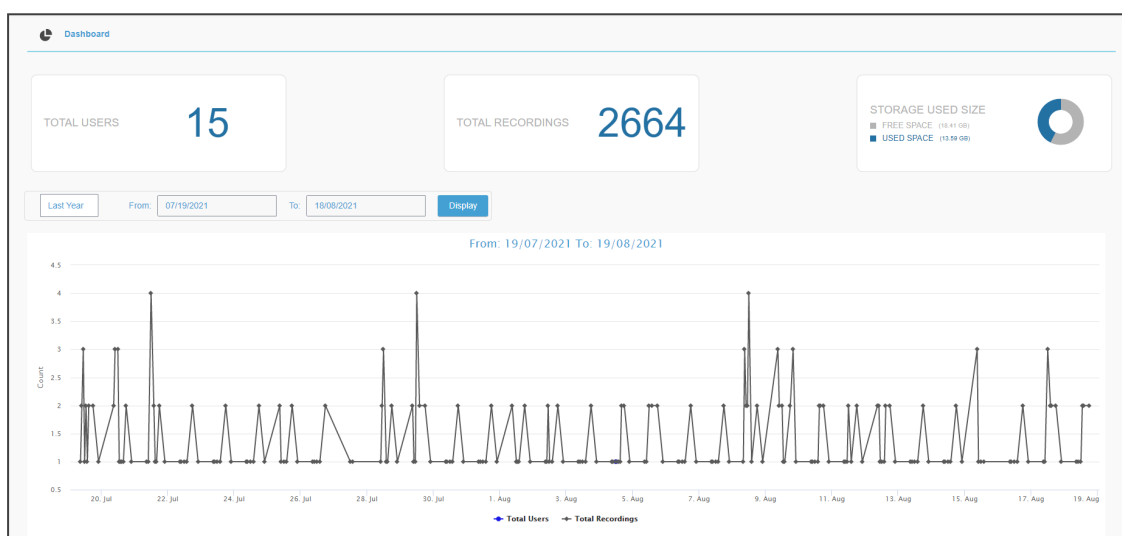 Dashboard
TOTAL USERS 15
TOTAL RECORDINGS 2664
STORAGE USED SIZE
FREE SPACE (18.41 GB)
USED SPACE (13.59 GB)
Last Year From: 07/19/2021 To: 18/08/2021 Display
From: 19/07/2021 To: 19/08/2021
4.5
4
3.5
3
2.5
2
1.5
1
0.5
Count
20. Jul 22. Jul 24. Jul 26. Jul 28. Jul 30. Jul 1. Aug 3. Aug 5. Aug 7. Aug 9. Aug 11. Aug 13. Aug 15. Aug 17. Aug 19. Aug
Total Users Total Recordings